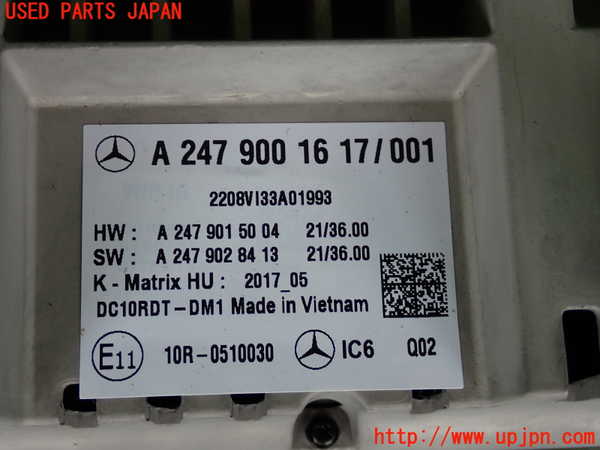 USED PARTS JAPAN
A 247 900 16 17/001
2208VI33A01993
HW : A 247 901 50 04 21/36.00
SW : A 247 902 84 13 21/36.00
K - Matrix HU : 2017_05
DC10RDT-DM1 Made in Vietnam
E11 10R-0510030 IC6 Q02
http://www.upjpn.com/